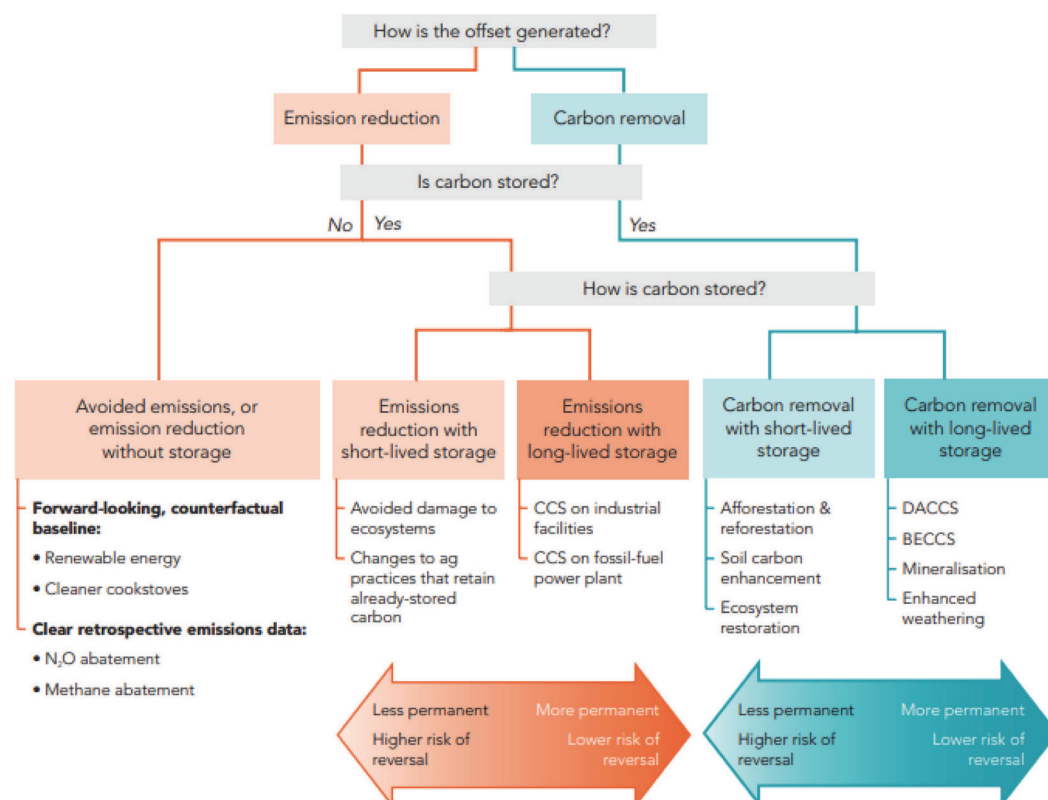 How is the offset generated?
Emission reduction
Carbon removal
Is carbon stored?
No
Yes
Yes
How is carbon stored?
Avoided emissions, or
emission reduction
without storage
Emissions
reduction with
short-lived storage
Emissions
reduction with
long-lived storage
Carbon removal
with short-lived
storage
Carbon removal
with long-lived
storage
Forward-looking, counterfactual
baseline:
• Renewable energy
• Cleaner cookstoves
Clear retrospective emissions data:
• N₂O abatement
• Methane abatement
Avoided damage to
ecosystems
Changes to ag
practices that retain
already-stored
carbon
CCS on industrial
facilities
CCS on fossil-fuel
power plant
Afforestation &
reforestation
Soil carbon
enhancement
Ecosystem
restoration
DACCS
BECCS
Mineralisation
Enhanced
weathering
Less permanent
Higher risk of
reversal
More permanent
Lower risk of
reversal
Less permanent
Higher risk of
reversal
More permanent
Lower risk of
reversal